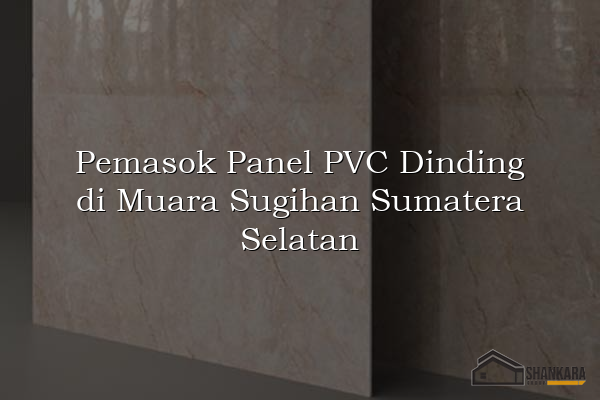 Pemasok Panel PVC Dinding
di Muara Sugihan Sumatera
Selatan
SHANKARA